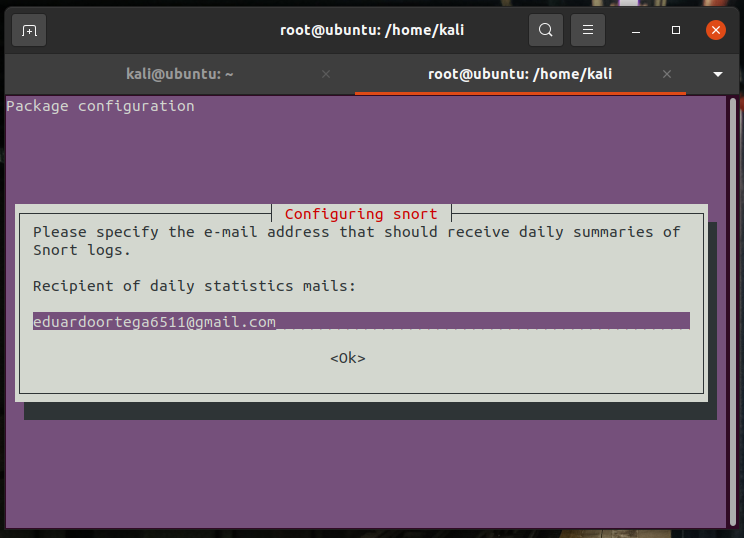 root@ubuntu: /home/kali
kali@ubuntu: ~
root@ubuntu: /home/kali
Package configuration
Configuring snort
Please specify the e-mail address that should receive daily summaries of
Snort logs.
Recipient of daily statistics mails:
eduardoortega6511@gmail.com
<Ok>